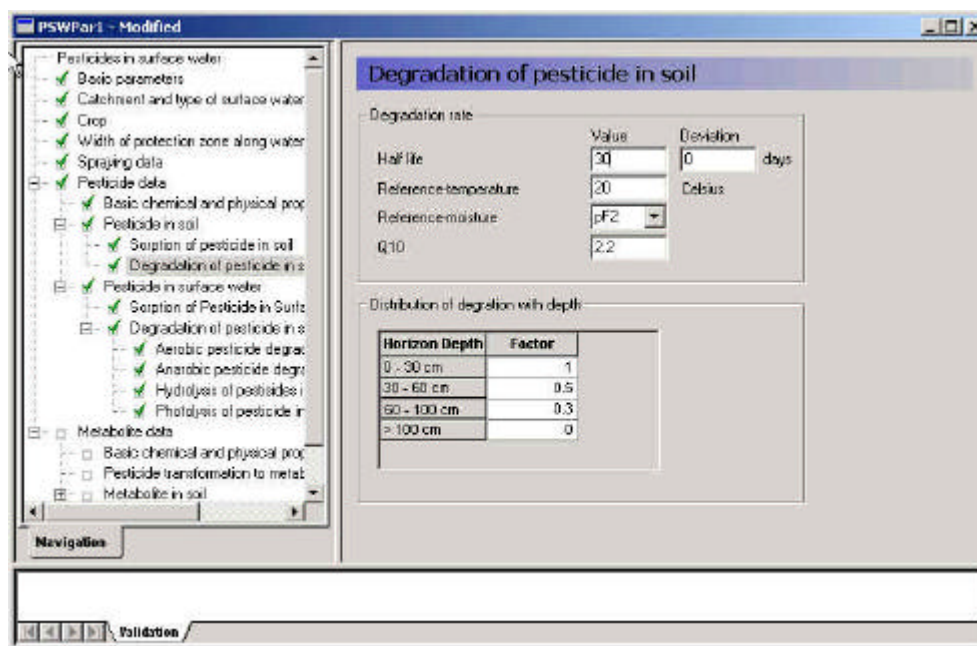 PSWPar1 - Modified
Pesticides in surface water
Basic parameters
Catchment and type of surface water
Crop
Width of protection zone along water
Spraying data
Pesticide data
Basic chemical and physical prop
Pesticide in soil
Sorption of pesticide in soil
Degradation of pesticide in s
Pesticide in surface water
Sorption of Pesticide in Surfa
Degradation of pesticide in s
Aerobic pesticide degrad
Anarobic pesticide degra
Hydrolysis of pestisides i
Photolysis of pesticide in
Metabolite data
Basic chemical and physical prop
Pesticide transformation to metab
Metabolite in soil
Navigation
Degradation of pesticide in soil
Degradation rate
Value Deviation
Half life 30 0 days
Reference-temperature 20 Celsius
Reference-moisture pF2
Q10 2.2
Distribution of degration with depth
Horizon Depth Factor
0 - 30 cm 1
30 - 60 cm 0.5
60 - 100 cm 0.3
> 100 cm 0
Validation